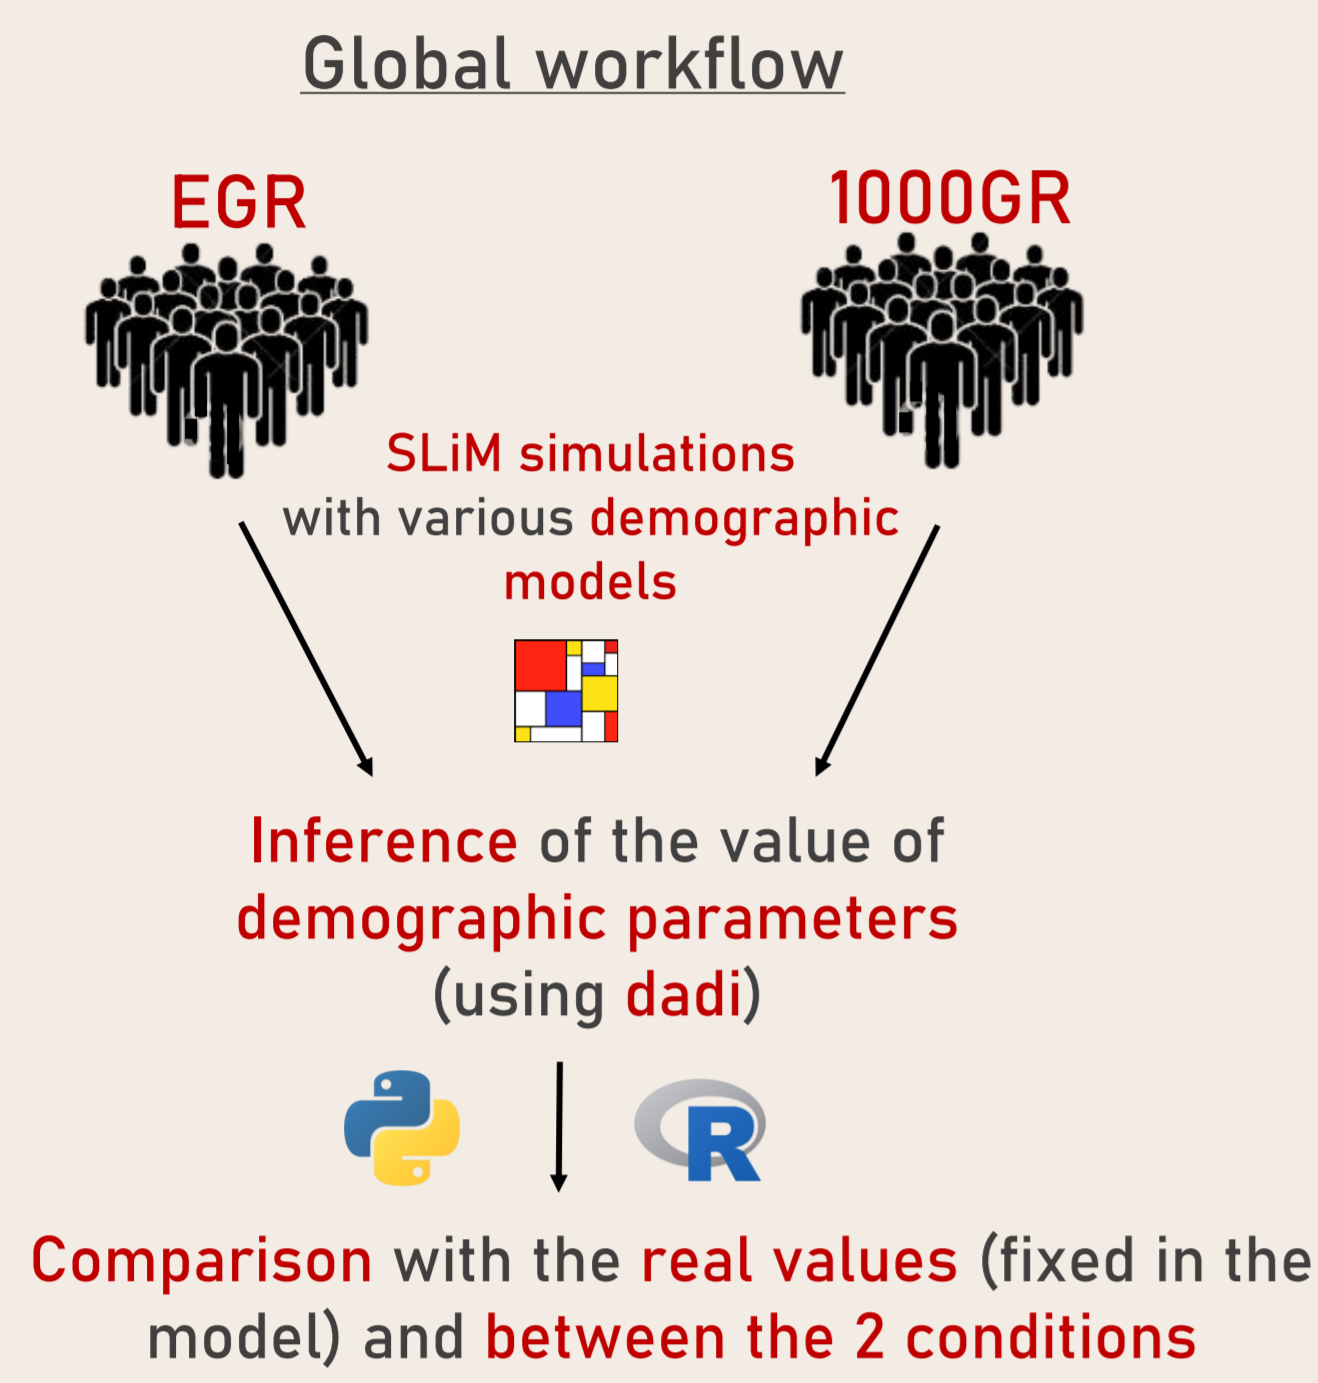 Global workflow
EGR
1000GR
SLiM simulations
with various demographic
models
Inference of the value of
demographic parameters
(using dadi)
R
Comparison with the real values (fixed in the
model) and between the 2 conditions